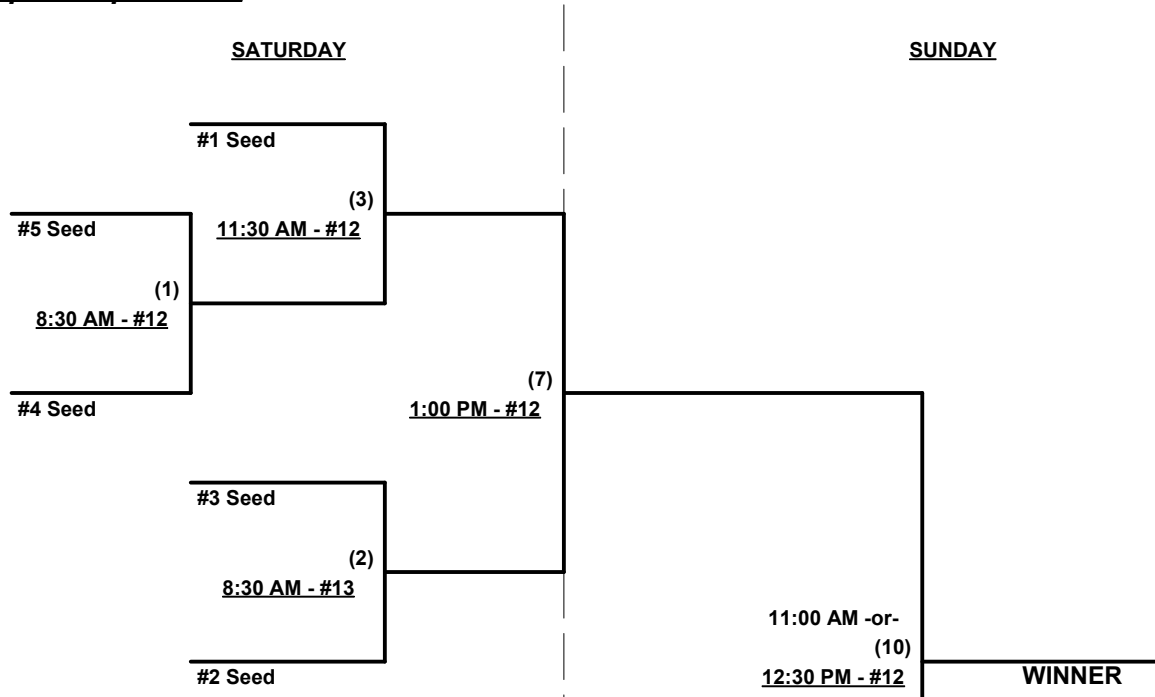 SATURDAY
SUNDAY
#1 Seed
(3)
11:30 AM - #12
#5 Seed
(1)
8:30 AM - #12
#4 Seed
(7)
1:00 PM - #12
#3 Seed
(2)
8:30 AM - #13
#2 Seed
11:00 AM -or-
(10)
12:30 PM - #12
WINNER